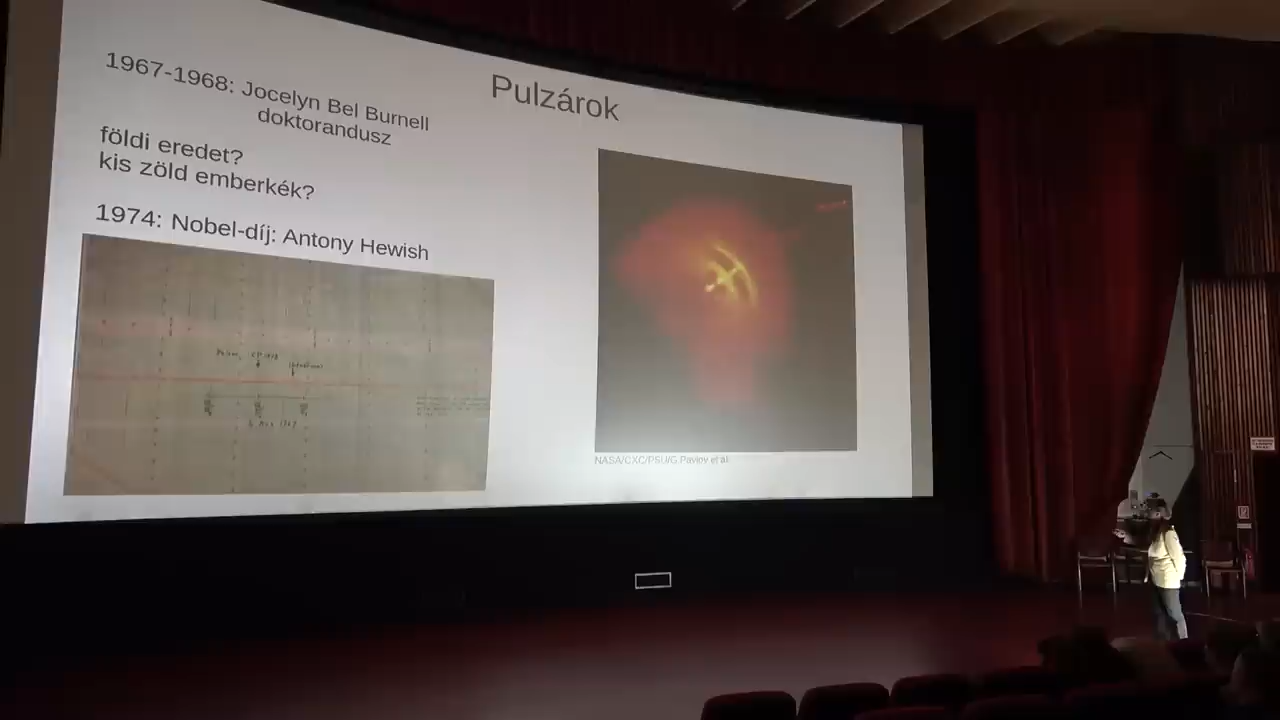 Pulzárok
1967-1968: Jocelyn Bel Burnell
doktorandusz
földi eredet?
kis zöld emberkék?
1974: Nobel-díj: Antony Hewish
NASA/CXC/PSU/G.Pavlov et al.